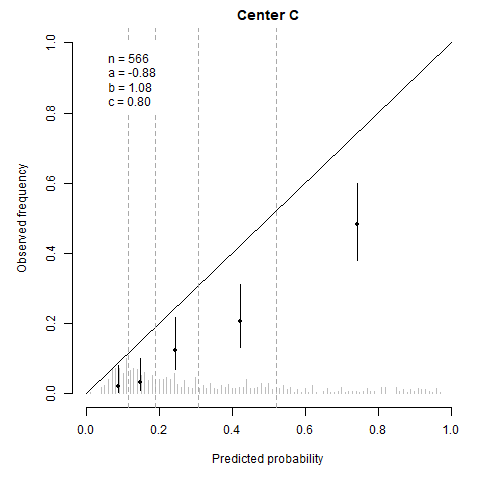 Center C
n = 566
a = -0.88
b = 1.08
c = 0.80
Observed frequency
1.0
0.8
0.6
0.4
0.2
0.0
0.0 0.2 0.4 0.6 0.8 1.0
Predicted probability